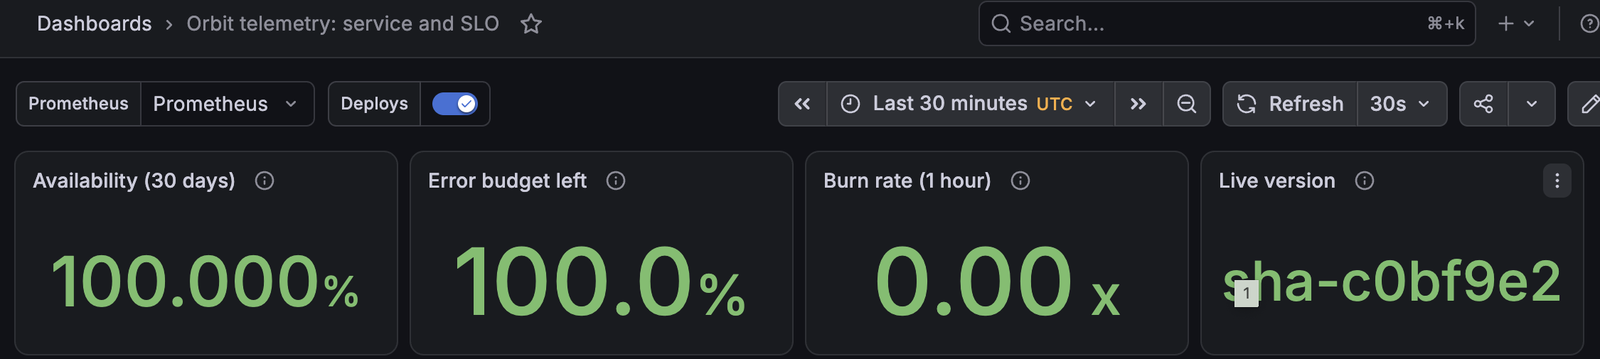 Dashboards › Orbit telemetry: service and SLO
Search...
⌘+k
Prometheus
Prometheus
Deploys
Last 30 minutes UTC
Refresh
30s
Availability (30 days)
100.000%
Error budget left
100.0%
Burn rate (1 hour)
0.00 x
Live version
sha-c0bf9e2
1